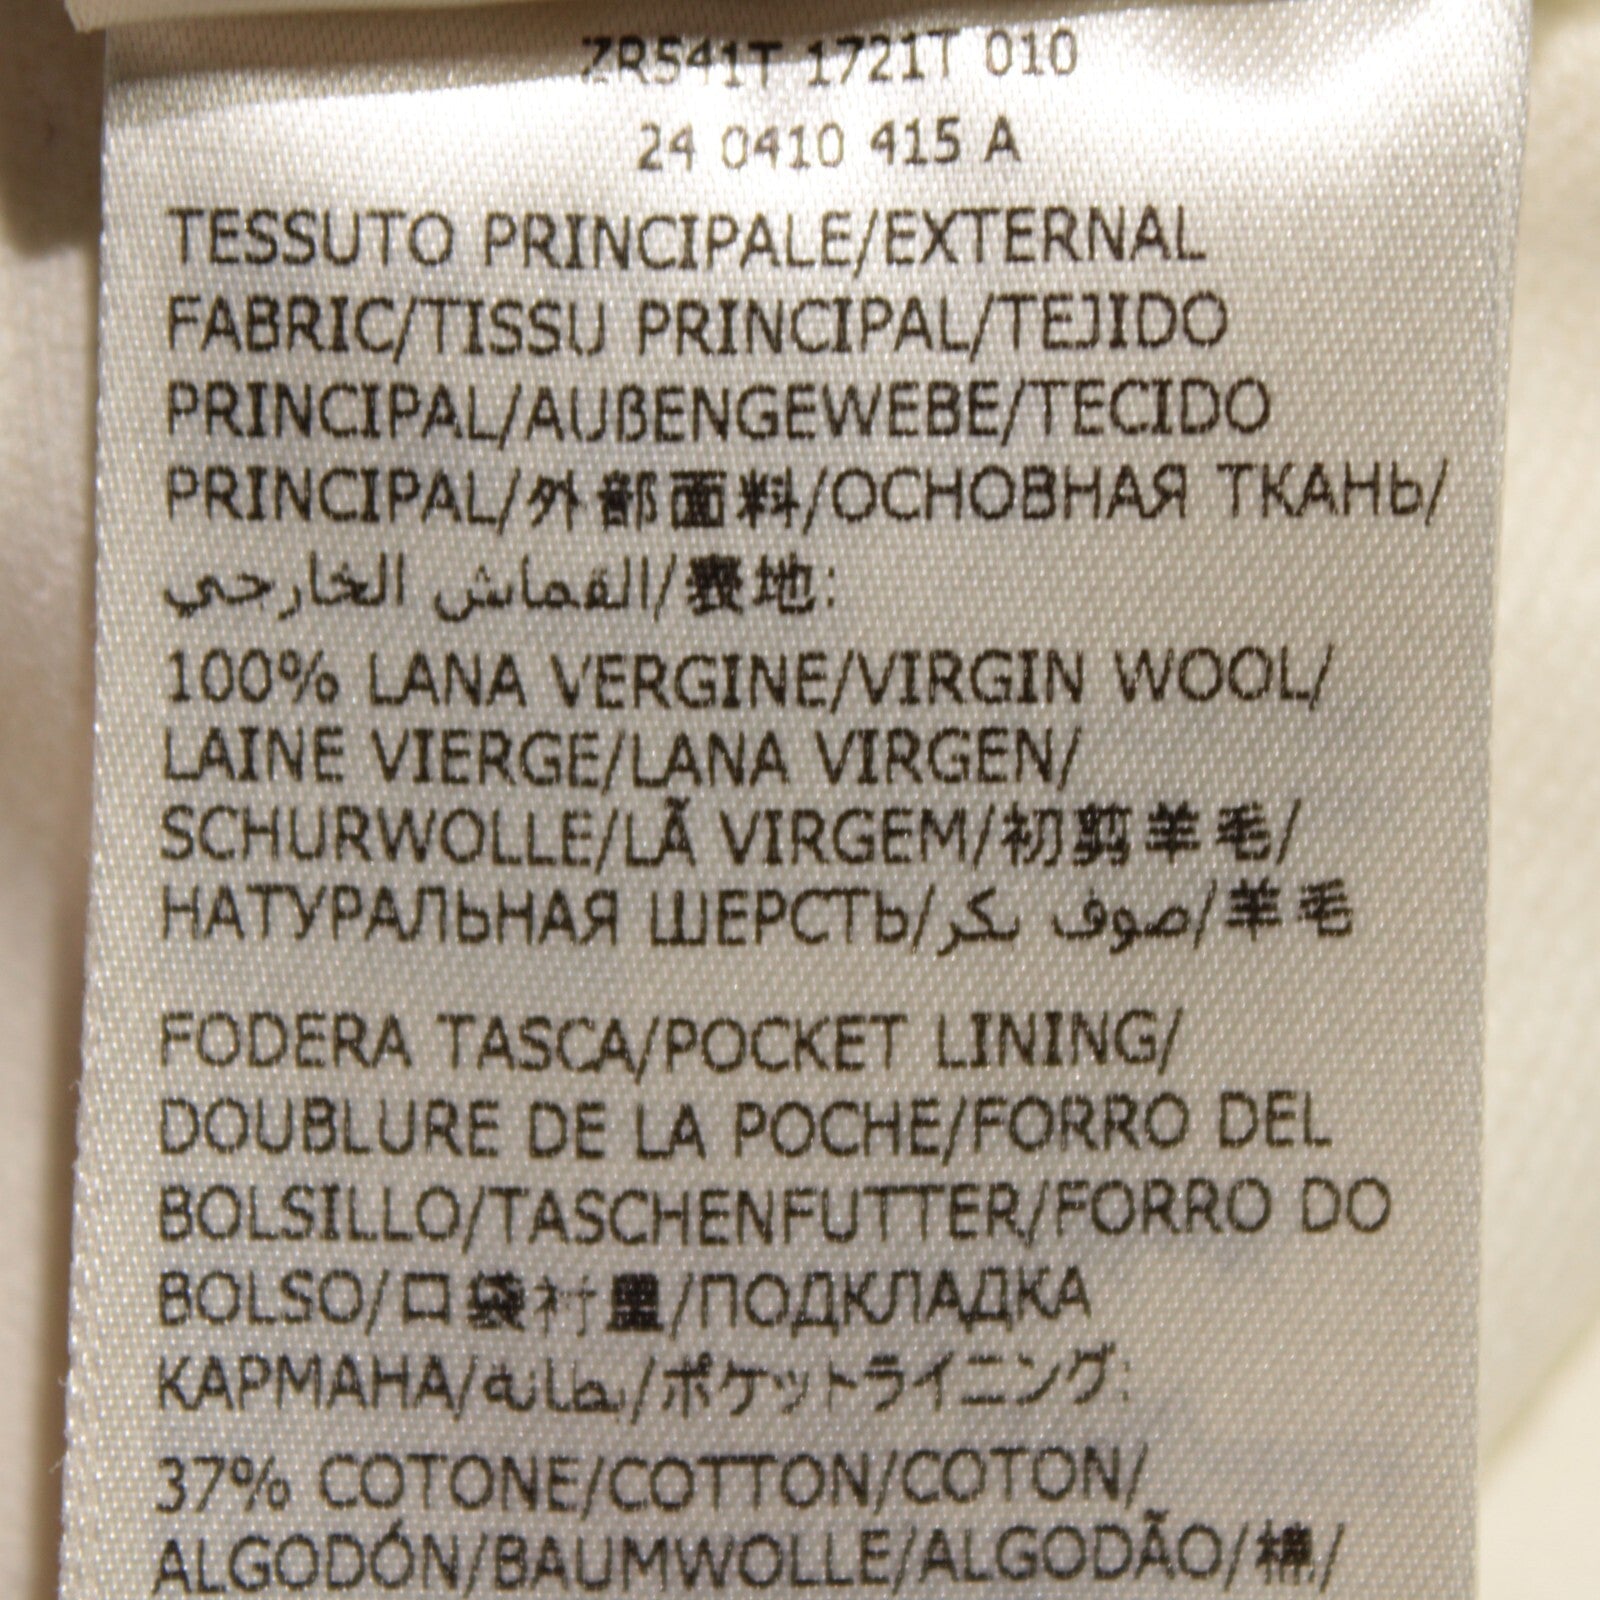 ZR541T 1721T 010
24 0410 415 A
TESSUTO PRINCIPALE/EXTERNAL
FABRIC/TISSU PRINCIPAL/TEJIDO
PRINCIPAL/AUßENGEWEBE/TECIDO
PRINCIPAL/外部面料/ОСНОВНАЯ ТКАНЬ/
القماش الخارجي/表地:
100% LANA VERGINE/VIRGIN WOOL/
LAINE VIERGE/LANA VIRGEN/
SCHURWOLLE/LÃ VIRGEM/初剪羊毛/
НАТУРАЛЬНАЯ ШЕРСТЬ/صوف بكر/羊毛
FODERA TASCA/POCKET LINING/
DOUBLURE DE LA POCHE/FORRO DEL
BOLSILLO/TASCHENFUTTER/FORRO DO
BOLSO/口袋衬里/ПОДКЛАДКА
КАРМАНА/بطانة/ポケットライニング:
37% COTONE/COTTON/COTON/
ALGODÓN/BAUMWOLLE/ALGODÃO/棉/